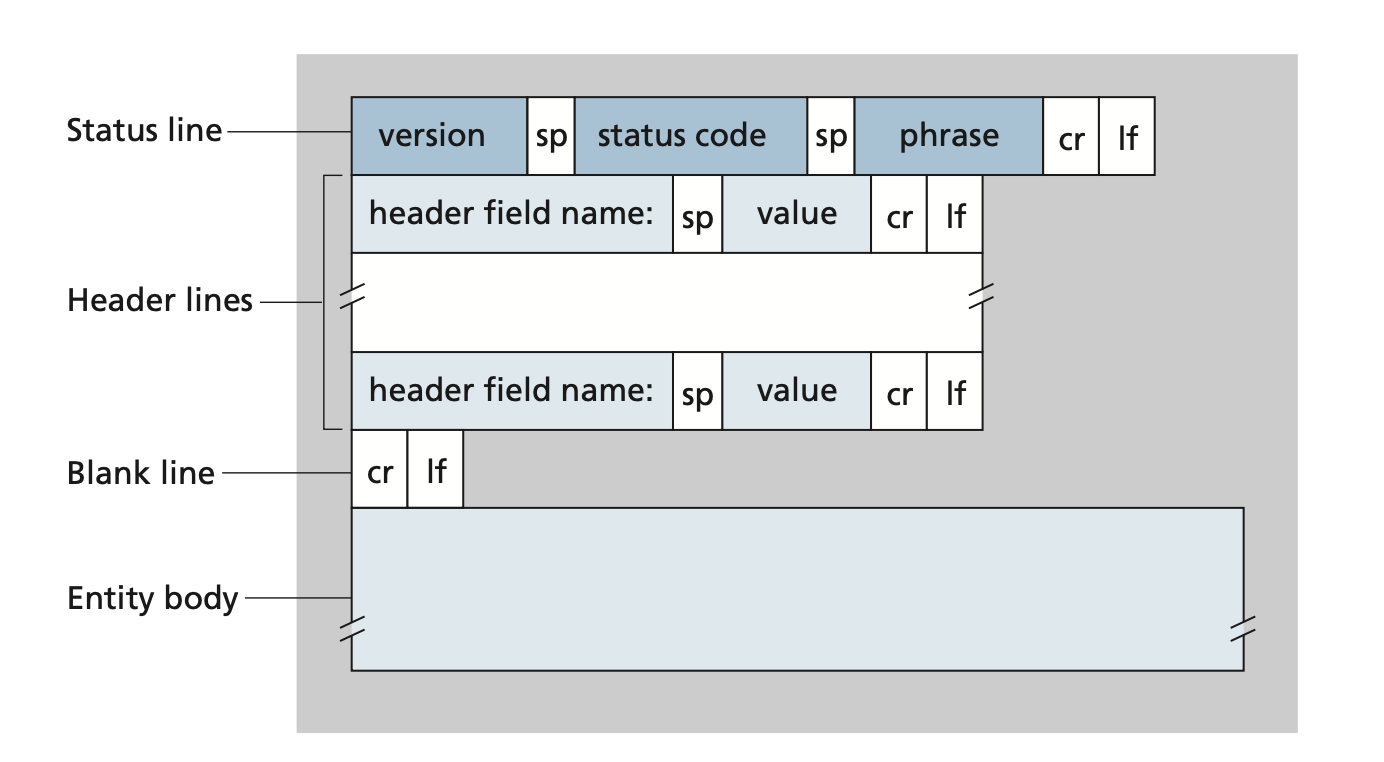 Status line
version sp status code sp phrase cr lf
header field name: sp value cr lf
Header lines
header field name: sp value cr lf
Blank line
cr lf
Entity body